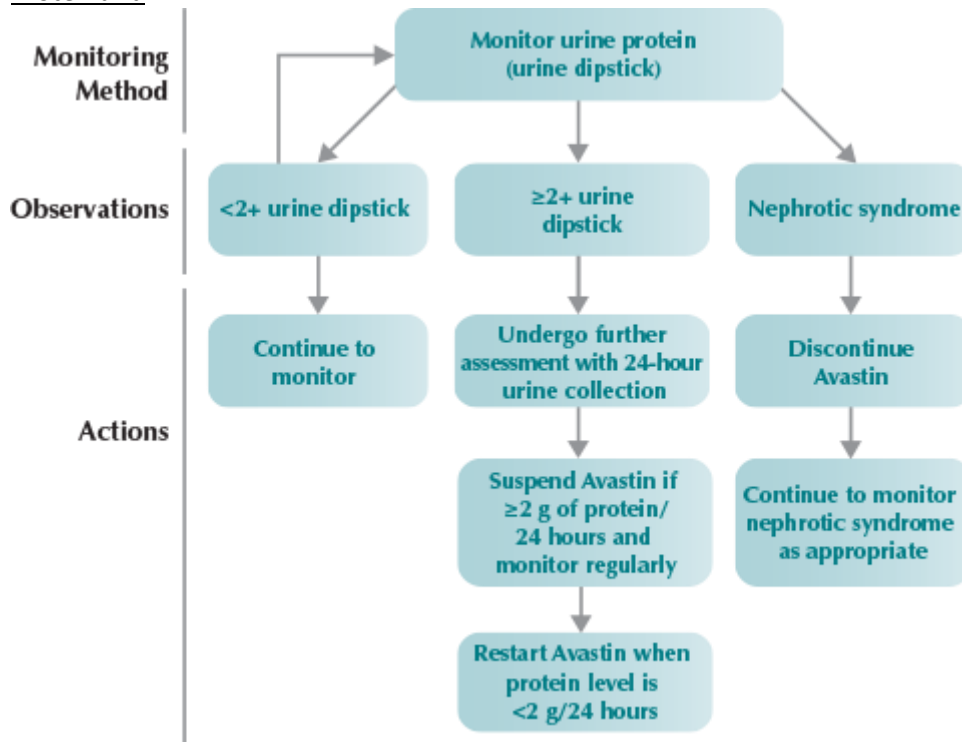 Monitoring
Method
Monitor urine protein
(urine dipstick)
Observations
<2+ urine dipstick
≥2+ urine
dipstick
Nephrotic syndrome
Actions
Continue to
monitor
Undergo further
assessment with 24-hour
urine collection
Discontinue
Avastin
Suspend Avastin if
≥2 g of protein/
24 hours and
monitor regularly
Continue to monitor
nephrotic syndrome
as appropriate
Restart Avastin when
protein level is
<2 g/24 hours